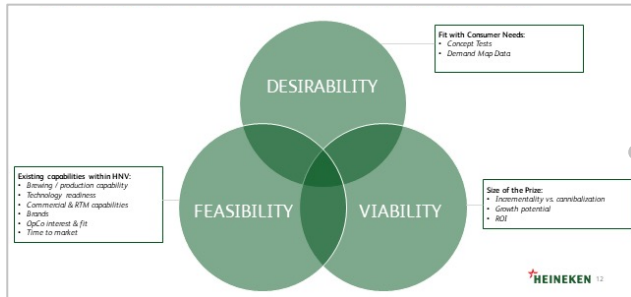 Fit with Consumer Needs:
• Concept Tests
• Demand Map Data
DESIRABILITY
Existing capabilities within HNV:
• Brewing / production capability
• Technology readiness
• Commercial & RTM capabilities
• Brands
• OpCo interest & fit
• Time to market
FEASIBILITY
VIABILITY
Size of the Prize:
• Incrementality vs. cannibalization
• Growth potential
• ROI
HEINEKEN 12